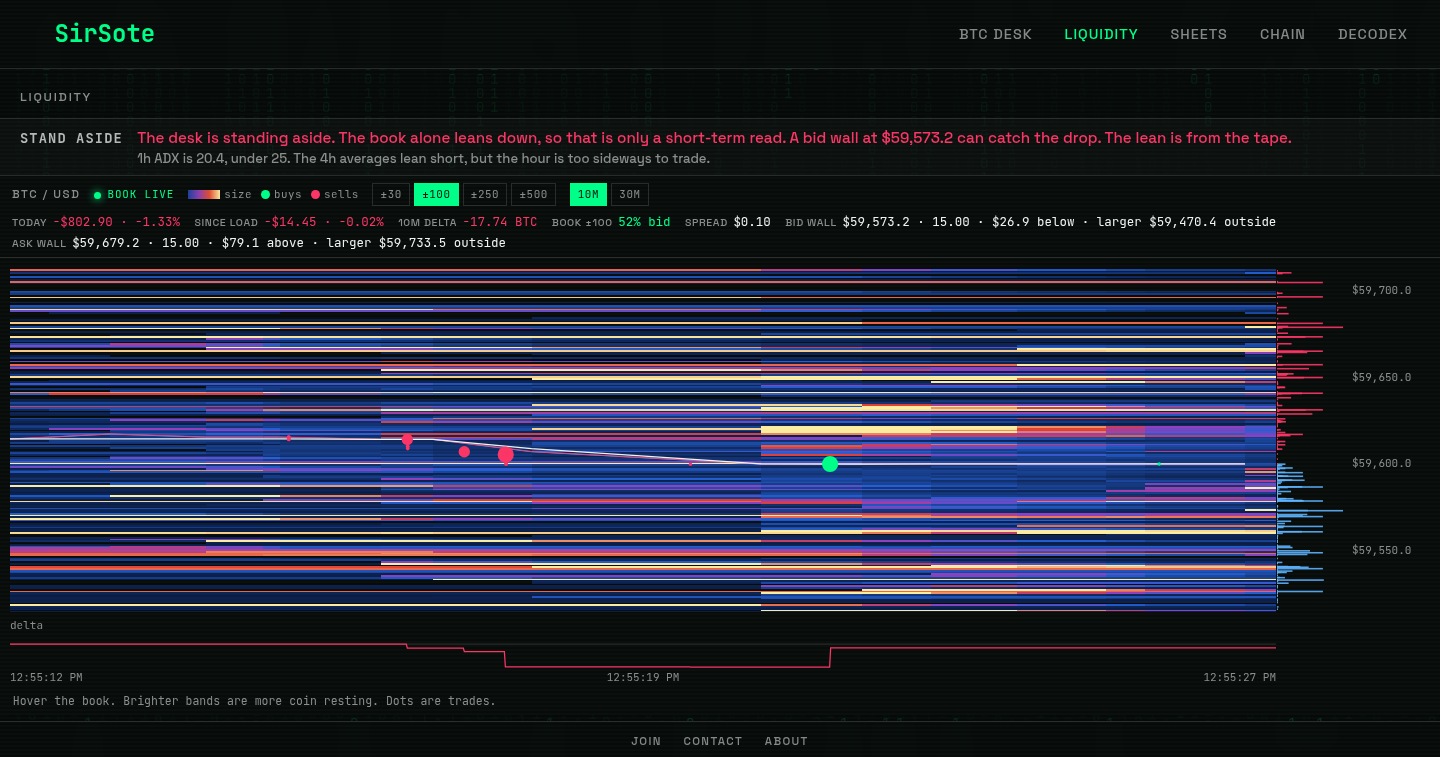 SirSote
BTC DESK LIQUIDITY SHEETS CHAIN DECODEX
LIQUIDITY
STAND ASIDE The desk is standing aside. The book alone leans down, so that is only a short-term read. A bid wall at $59,573.2 can catch the drop. The lean is from the tape.
1h ADX is 20.4, under 25. The 4h averages lean short, but the hour is too sideways to trade.
BTC / USD BOOK LIVE size buys sells ±30 ±100 ±250 ±500 10M 30M
TODAY -$802.90 · -1.33% SINCE LOAD -$14.45 · -0.02% 10M DELTA -17.74 BTC BOOK ±100 52% bid SPREAD $0.10 BID WALL $59,573.2 · 15.00 · $26.9 below · larger $59,470.4 outside
ASK WALL $59,679.2 · 15.00 · $79.1 above · larger $59,733.5 outside
$59,700.0
$59,650.0
$59,600.0
$59,550.0
delta
12:55:12 PM 12:55:19 PM 12:55:27 PM
Hover the book. Brighter bands are more coin resting. Dots are trades.
JOIN CONTACT ABOUT